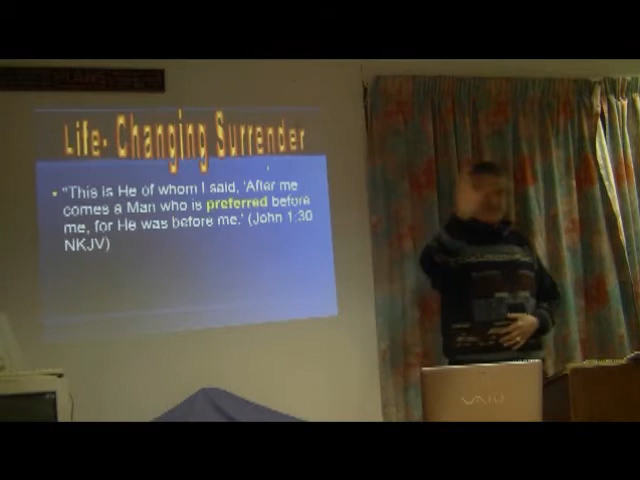 PLANS
Life- Changing Surrender
• "This is He of whom I said, 'After me
comes a Man who is preferred before
me, for He was before me.' (John 1:30
NKJV)
VAIO